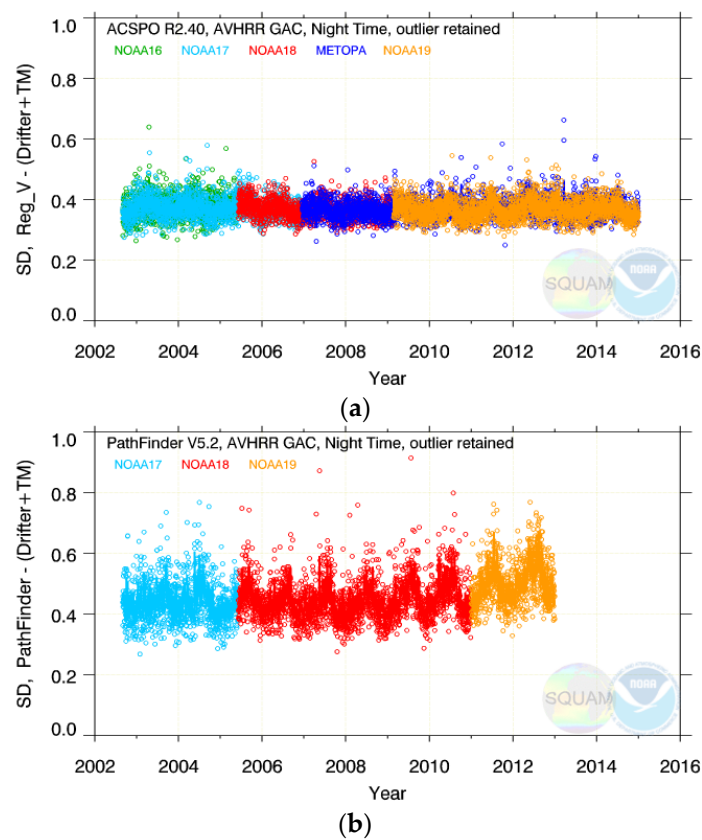 ACSPO R2.40, AVHRR GAC, Night Time, outlier retained
NOAA16 NOAA17 NOAA18 METOPA NOAA19
1.0
0.8
0.6
0.4
0.2
0.0
SD, Reg_V - (Drifter+TM)
SQUAM
NOAA
2002 2004 2006 2008 2010 2012 2014 2016
Year
(a)
PathFinder V5.2, AVHRR GAC, Night Time, outlier retained
NOAA17 NOAA18 NOAA19
1.0
0.8
0.6
0.4
0.2
0.0
SD, PathFinder - (Drifter+TM)
SQUAM
NOAA
2002 2004 2006 2008 2010 2012 2014 2016
Year
(b)